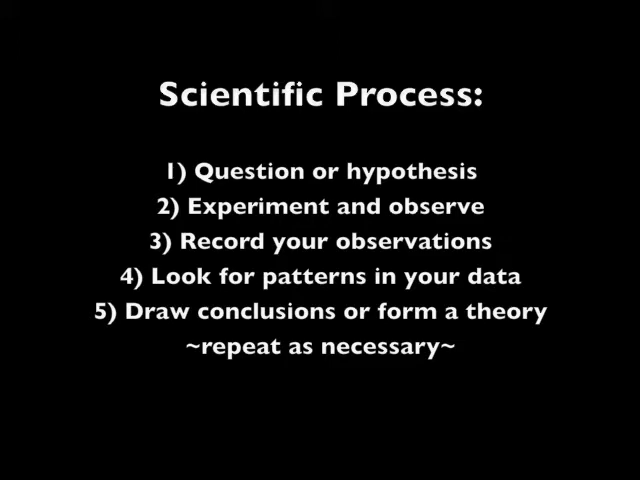 Scientific Process:
1) Question or hypothesis
2) Experiment and observe
3) Record your observations
4) Look for patterns in your data
5) Draw conclusions or form a theory
~repeat as necessary~